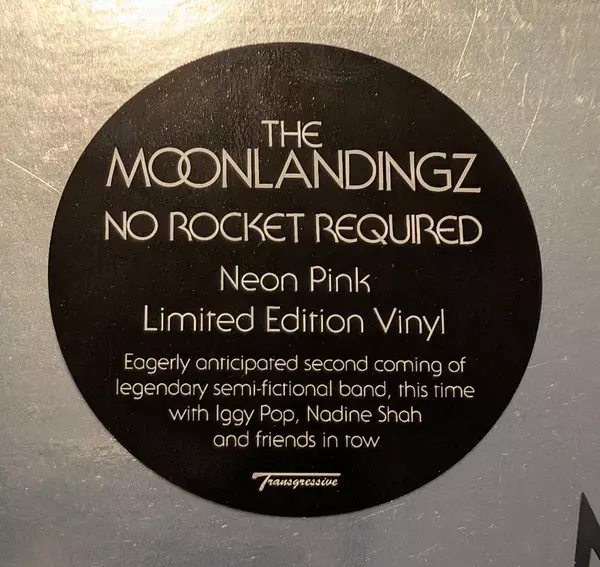 THE
MOONLANDINGZ
NO ROCKET REQUIRED
Neon Pink
Limited Edition Vinyl
Eagerly anticipated second coming of
legendary semi-fictional band, this time
with Iggy Pop, Nadine Shah
and friends in tow
Transgressive